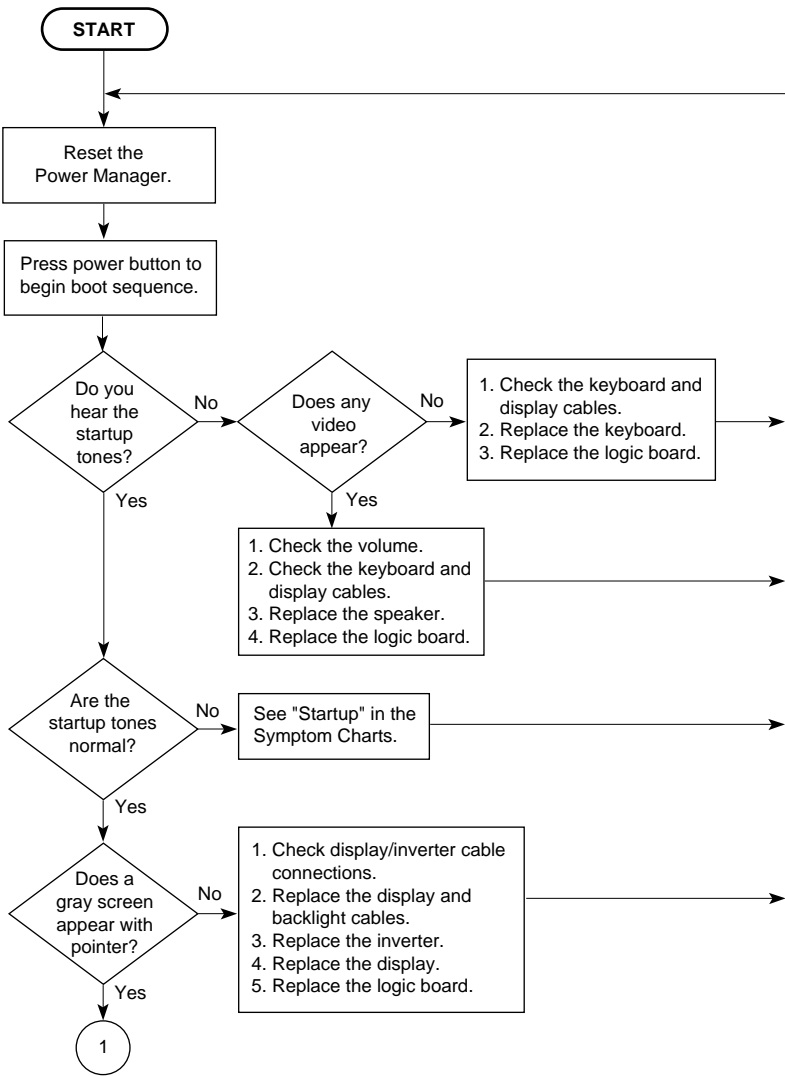 START
Reset the
Power Manager.
Press power button to
begin boot sequence.
Do you
hear the
startup
tones?
No
Does any
video
appear?
No
1. Check the keyboard and
display cables.
2. Replace the keyboard.
3. Replace the logic board.
Yes
Yes
1. Check the volume.
2. Check the keyboard and
display cables.
3. Replace the speaker.
4. Replace the logic board.
Are the
startup tones
normal?
No
See "Startup" in the
Symptom Charts.
Yes
Does a
gray screen
appear with
pointer?
No
1. Check display/inverter cable
connections.
2. Replace the display and
backlight cables.
3. Replace the inverter.
4. Replace the display.
5. Replace the logic board.
Yes
1